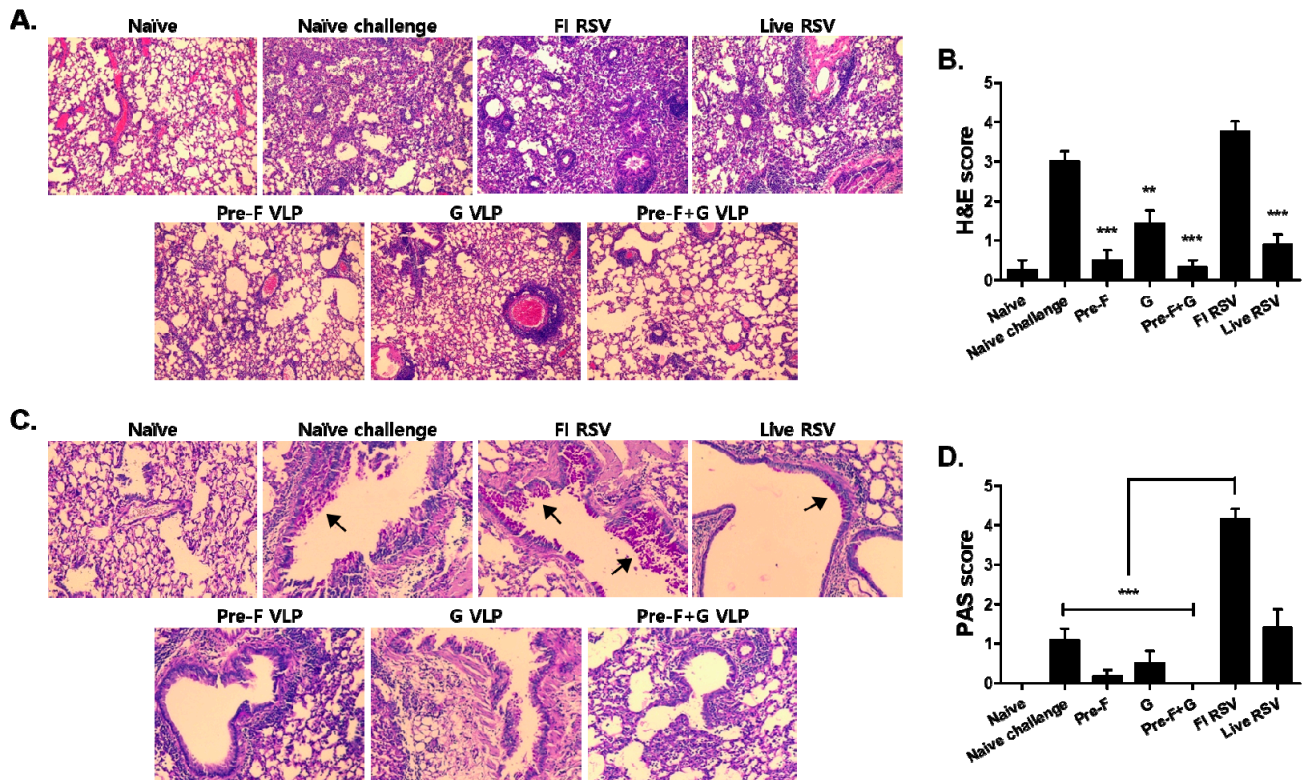 A.
Naïve
Naïve challenge
FI RSV
Live RSV
Pre-F VLP
G VLP
Pre-F+G VLP
B.
H&E score
5
4
3
2
1
0
**
***
***
***
Naive
Naive challenge
Pre-F
G
Pre-F+G
FI RSV
Live RSV
C.
Naïve
Naïve challenge
FI RSV
Live RSV
Pre-F VLP
G VLP
Pre-F+G VLP
D.
PAS score
5
4
3
2
1
0
***
Naive
Naive challenge
Pre-F
G
Pre-F+G
FI RSV
Live RSV